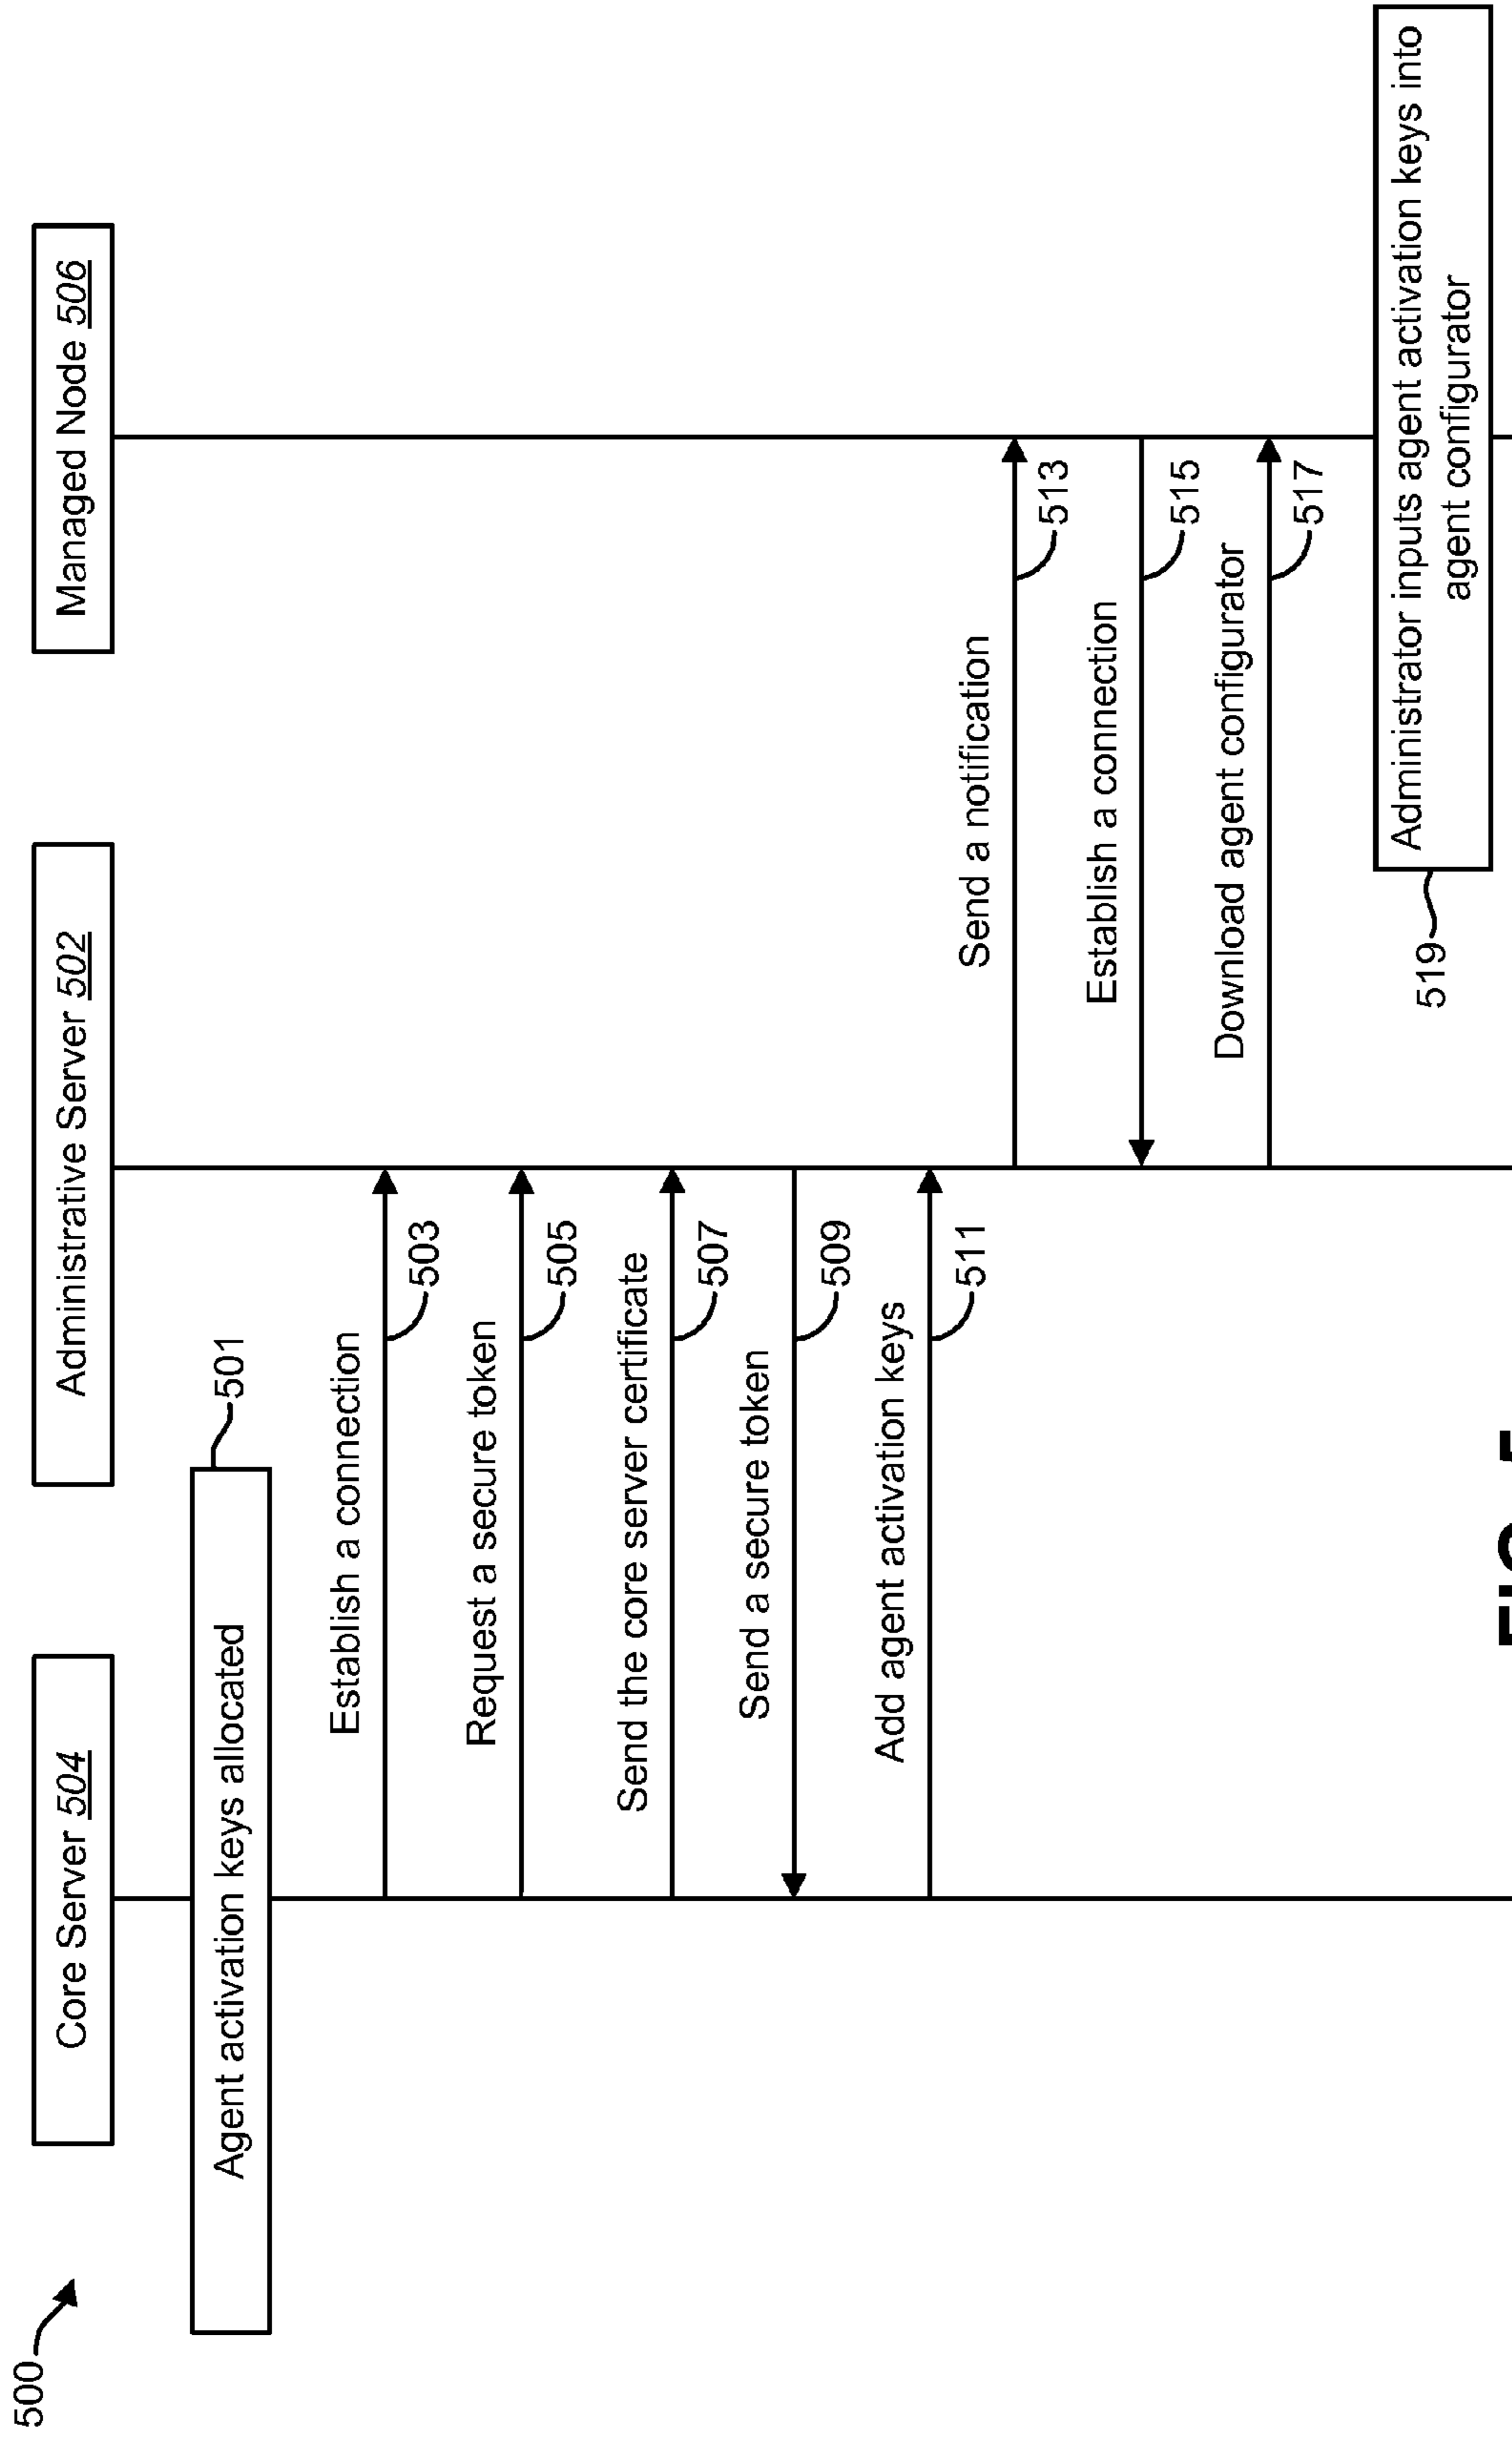 500
Core Server 504
Administrative Server 502
Managed Node 506
Agent activation keys allocated
501
Establish a connection
503
Request a secure token
505
Send the core server certificate
507
Send a secure token
509
Add agent activation keys
511
Send a notification
513
Establish a connection
515
Download agent configurator
517
Administrator inputs agent activation keys into
agent configurator
519